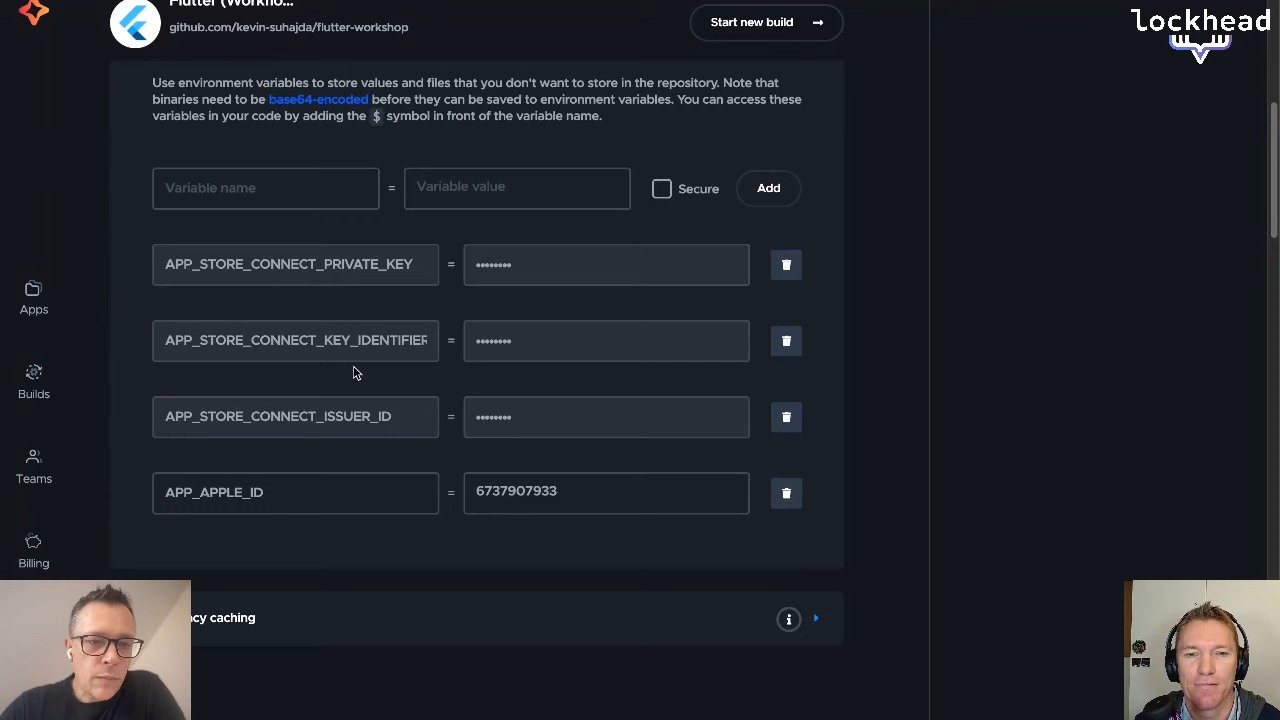 Flutter (Workflo...
github.com/kevin-suhajda/flutter-workshop
Start new build
lockhead
Use environment variables to store values and files that you don't want to store in the repository. Note that
binaries need to be base64-encoded before they can be saved to environment variables. You can access these
variables in your code by adding the $ symbol in front of the variable name.
Variable name = Variable value Secure Add
APP_STORE_CONNECT_PRIVATE_KEY = ••••••••
APP_STORE_CONNECT_KEY_IDENTIFIER = ••••••••
APP_STORE_CONNECT_ISSUER_ID = ••••••••
APP_APPLE_ID = 6737907933
Apps
Builds
Teams
Billing
caching